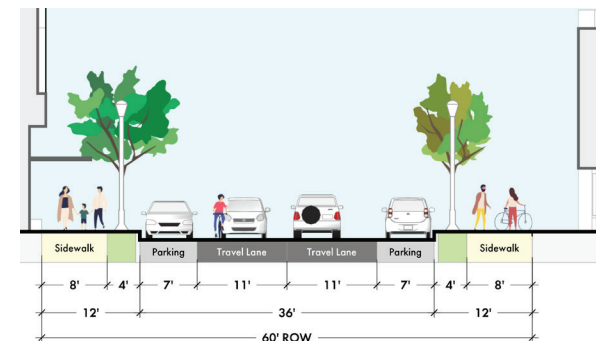 Sidewalk Parking Travel Lane Travel Lane Parking Sidewalk
8' 4' 7' 11' 11' 7' 4' 8'
12' 36' 12'
60' ROW